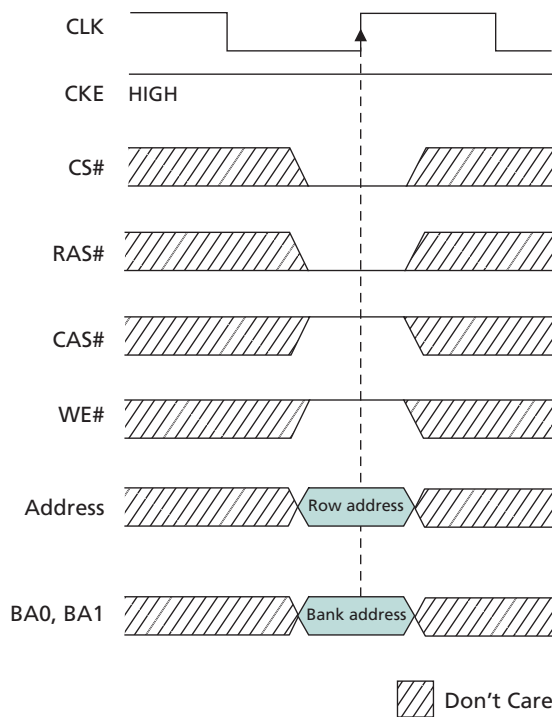 CLK
CKE HIGH
CS#
RAS#
CAS#
WE#
Address Row address
BA0, BA1 Bank address
Don't Care